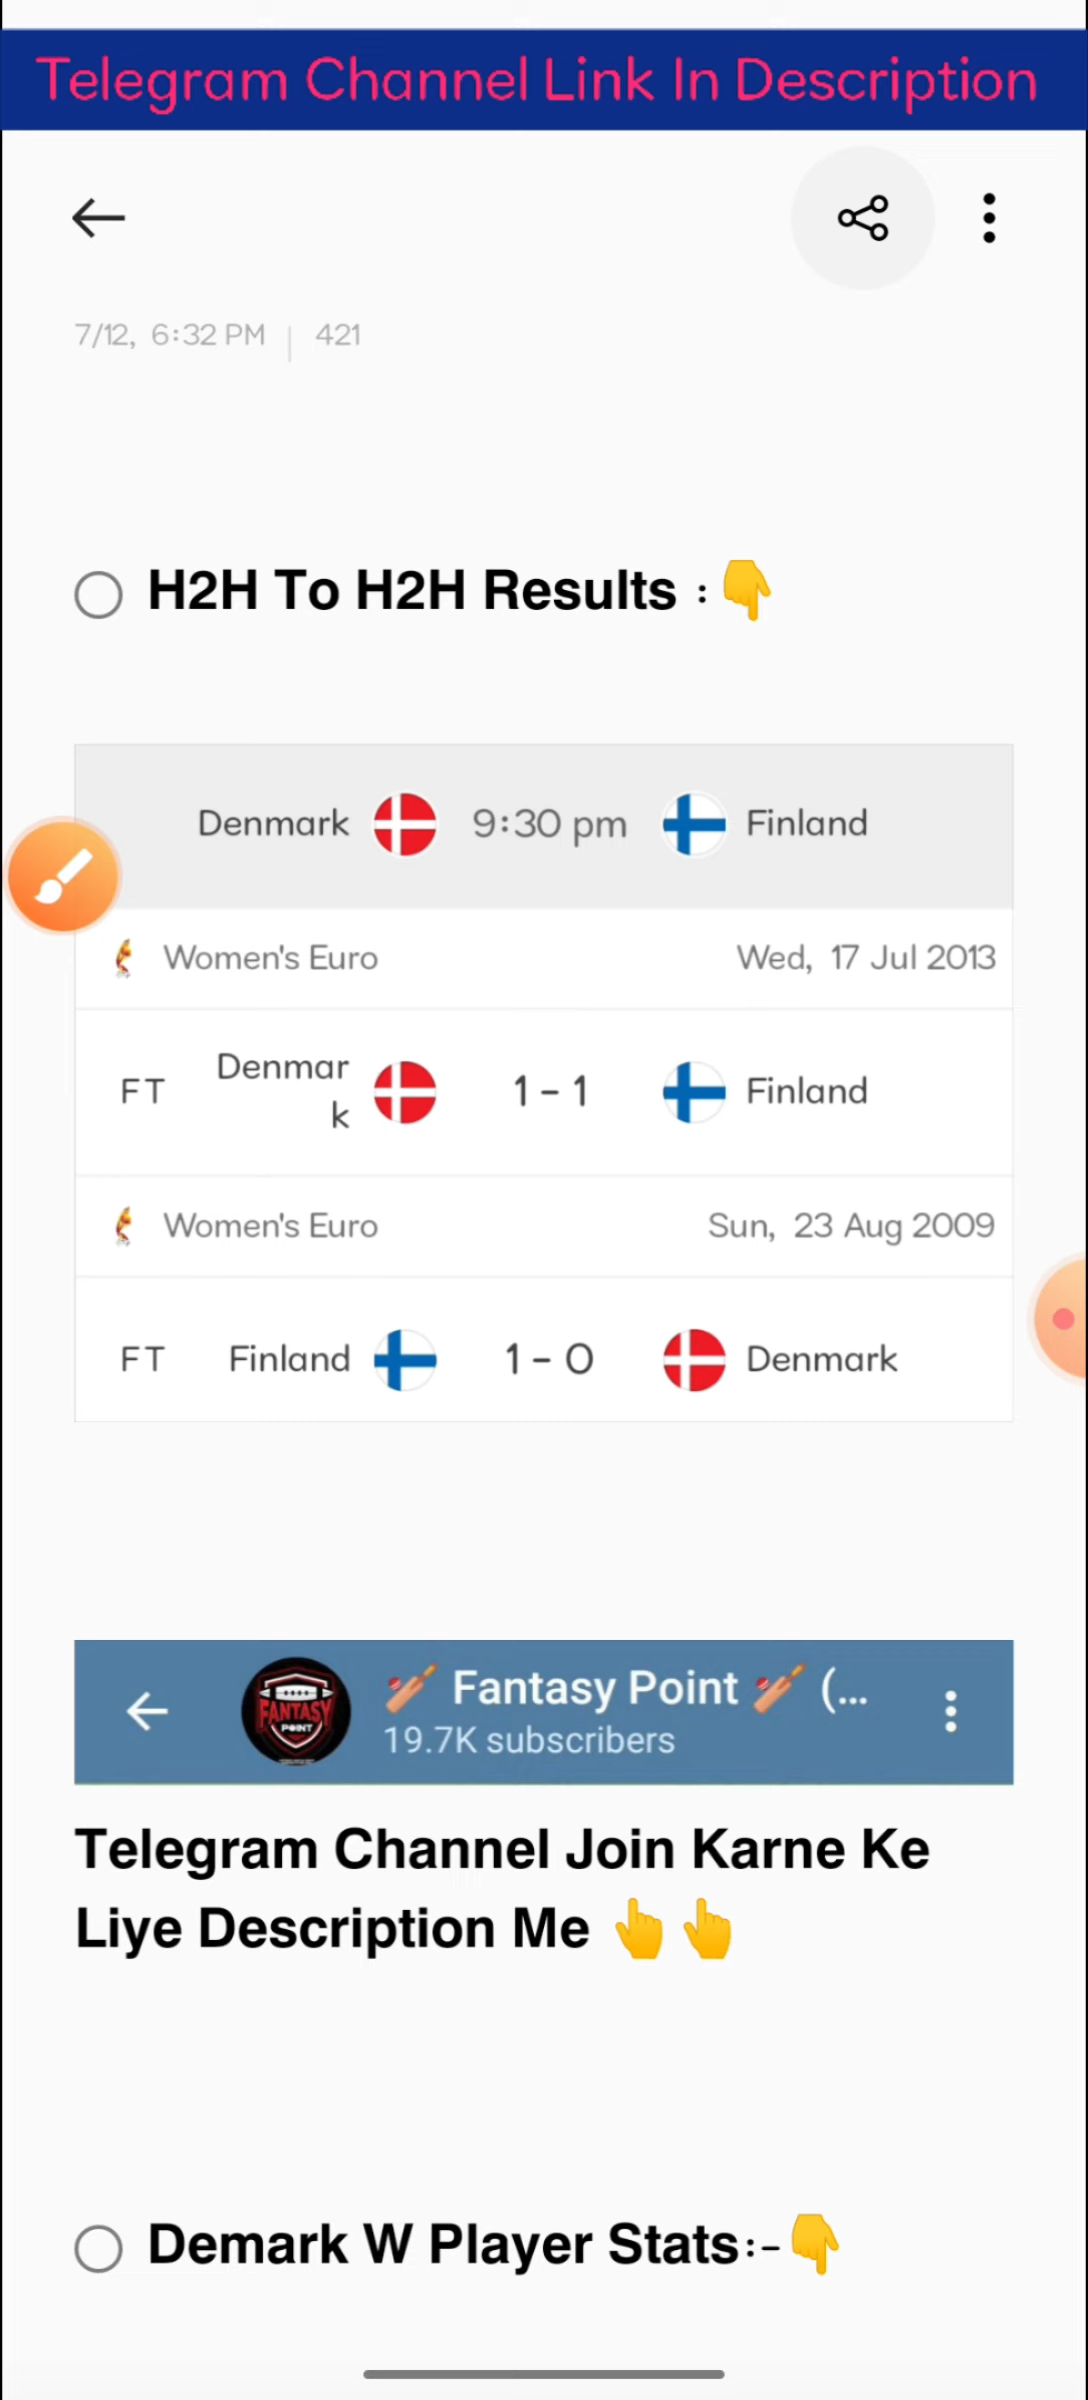 Telegram Channel Link In Description
7/12, 6:32 PM | 421
H2H To H2H Results :👇
Denmark 9:30 pm Finland
Women's Euro Wed, 17 Jul 2013
FT Denmar
k 1 - 1 Finland
Women's Euro Sun, 23 Aug 2009
FT Finland 1 - 0 Denmark
🏏 Fantasy Point 🏏 (...
19.7K subscribers
FANTASY
POINT
Telegram Channel Join Karne Ke
Liye Description Me 👆👆
Demark W Player Stats:-👇